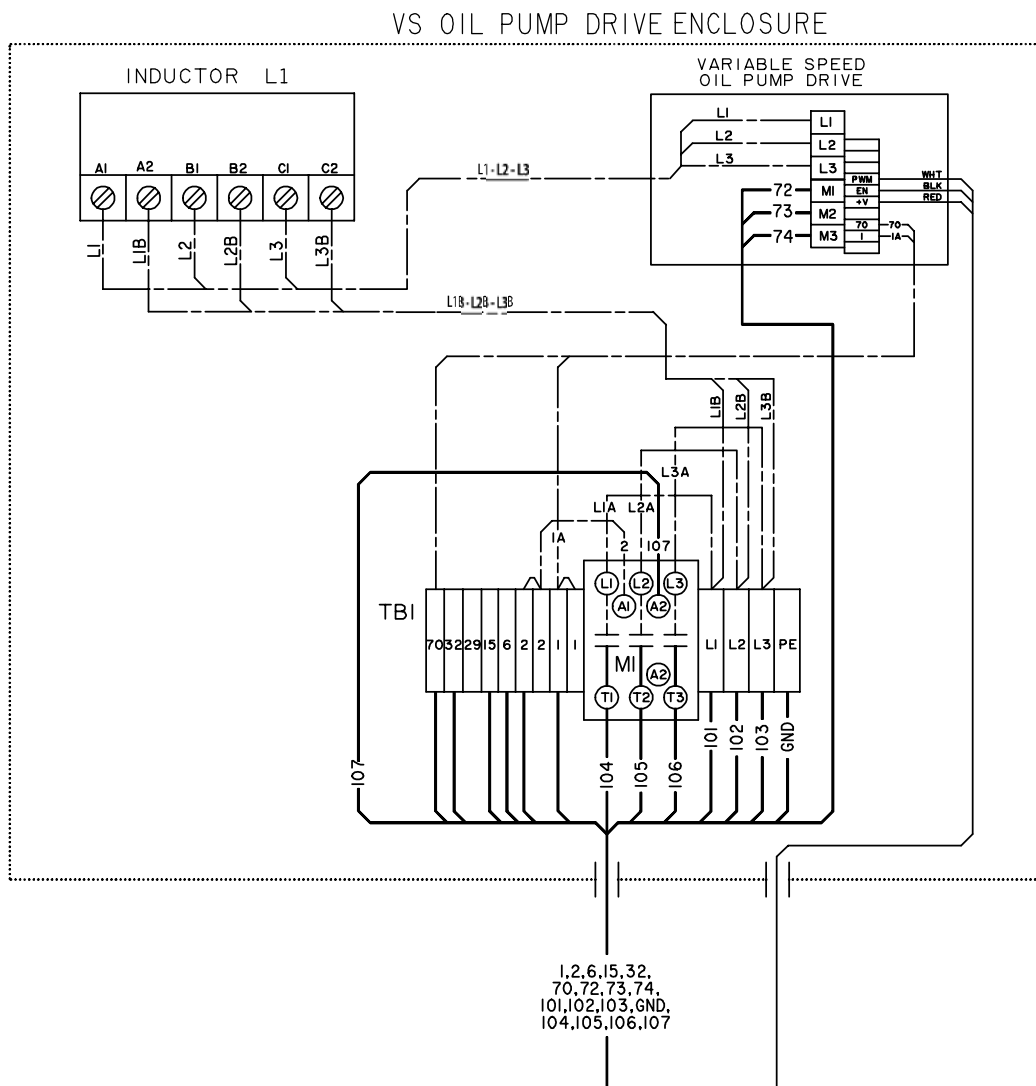 VS OIL PUMP DRIVE ENCLOSURE
INDUCTOR L1
VARIABLE SPEED
OIL PUMP DRIVE
A1 A2 B1 B2 C1 C2
L1
L2
L3
L1
L2
L3
PWM
M1
EN
+V
M2
70
M3
1
WHT
BLK
RED
72
73
74
70
1A
L1-L2-L3
L1 L1B L2 L2B L3 L3B
L1B-L2B-L3B
L1B L2B L3B
L3A
L1A L2A
1A
2
107
L1 L2 L3
A1 A2
TB1
70 32 29 15 6 2 2 1 1
M1
A2
L1 L2 L3 PE
T1 T2 T3
107
104
105
106
101
102
103
GND
1,2,6,15,32,
70,72,73,74,
101,102,103,GND,
104,105,106,107